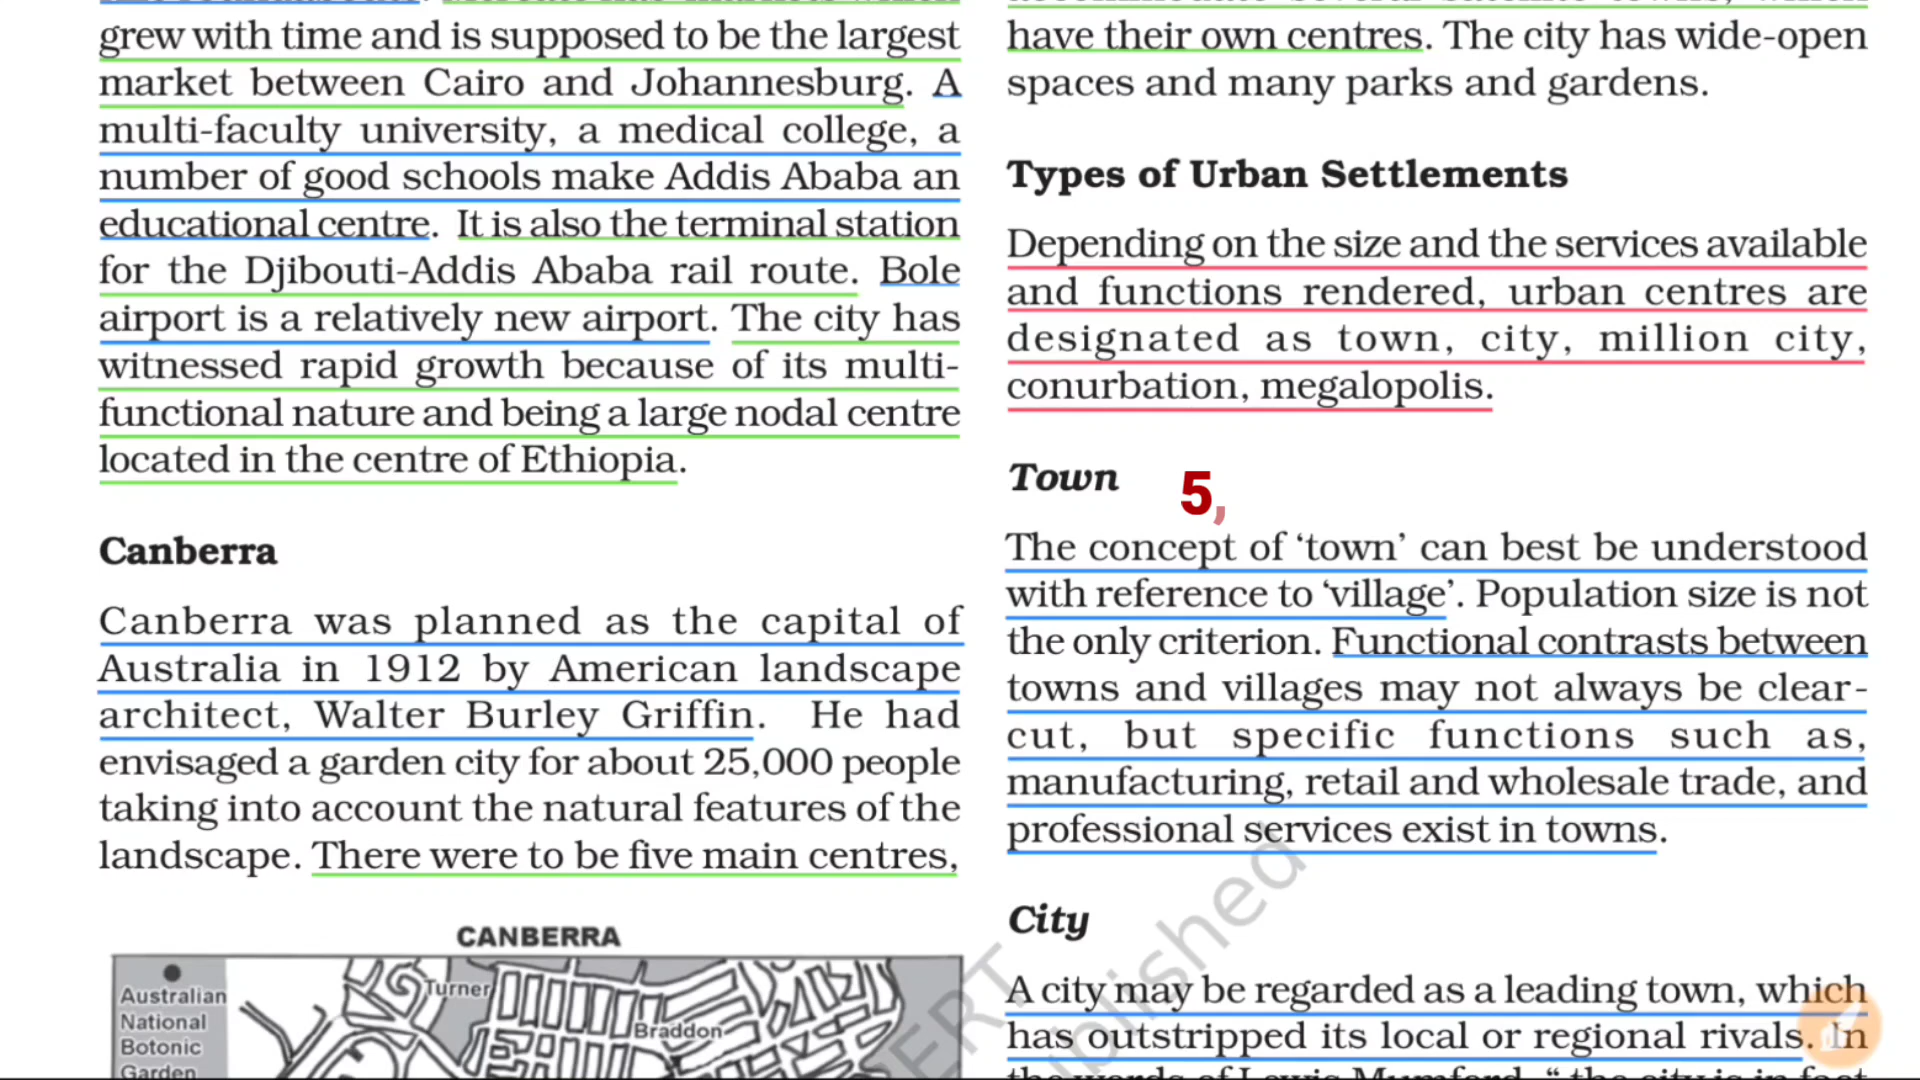 grew with time and is supposed to be the largest
market between Cairo and Johannesburg. A
multi-faculty university, a medical college, a
number of good schools make Addis Ababa an
educational centre. It is also the terminal station
for the Djibouti-Addis Ababa rail route. Bole
airport is a relatively new airport. The city has
witnessed rapid growth because of its multi-
functional nature and being a large nodal centre
located in the centre of Ethiopia.
Canberra
Canberra was planned as the capital of
Australia in 1912 by American landscape
architect, Walter Burley Griffin. He had
envisaged a garden city for about 25,000 people
taking into account the natural features of the
landscape. There were to be five main centres,
CANBERRA
Australian
National
Botonic
Garden
Turner
Braddon
have their own centres. The city has wide-open
spaces and many parks and gardens.
Types of Urban Settlements
Depending on the size and the services available
and functions rendered, urban centres are
designated as town, city, million city,
conurbation, megalopolis.
Town
5,
The concept of ‘town’ can best be understood
with reference to ‘village’. Population size is not
the only criterion. Functional contrasts between
towns and villages may not always be clear-
cut, but specific functions such as,
manufacturing, retail and wholesale trade, and
professional services exist in towns.
City
A city may be regarded as a leading town, which
has outstripped its local or regional rivals. In
the words of Lewis Mumford, “ the city is in fact